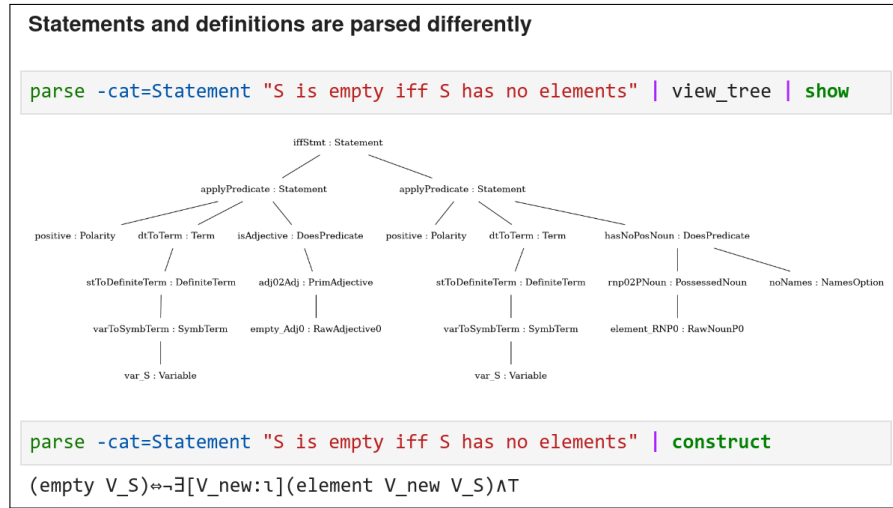 Statements and definitions are parsed differently
parse -cat=Statement "S is empty iff S has no elements" | view_tree | show
iffStmt : Statement
applyPredicate : Statement applyPredicate : Statement
positive : Polarity dtToTerm : Term isAdjective : DoesPredicate positive : Polarity dtToTerm : Term hasNoPosNoun : DoesPredicate
stToDefiniteTerm : DefiniteTerm adj02Adj : PrimAdjective stToDefiniteTerm : DefiniteTerm rnp02PNoun : PossessedNoun noNames : NamesOption
varToSymbTerm : SymbTerm empty_Adj0 : RawAdjective0 varToSymbTerm : SymbTerm element_RNP0 : RawNounP0
var_S : Variable var_S : Variable
parse -cat=Statement "S is empty iff S has no elements" | construct
(empty V_S)⇔¬∃[V_new:ι](element V_new V_S)∧⊤